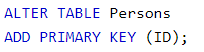 ALTER TABLE Persons
ADD PRIMARY KEY (ID);